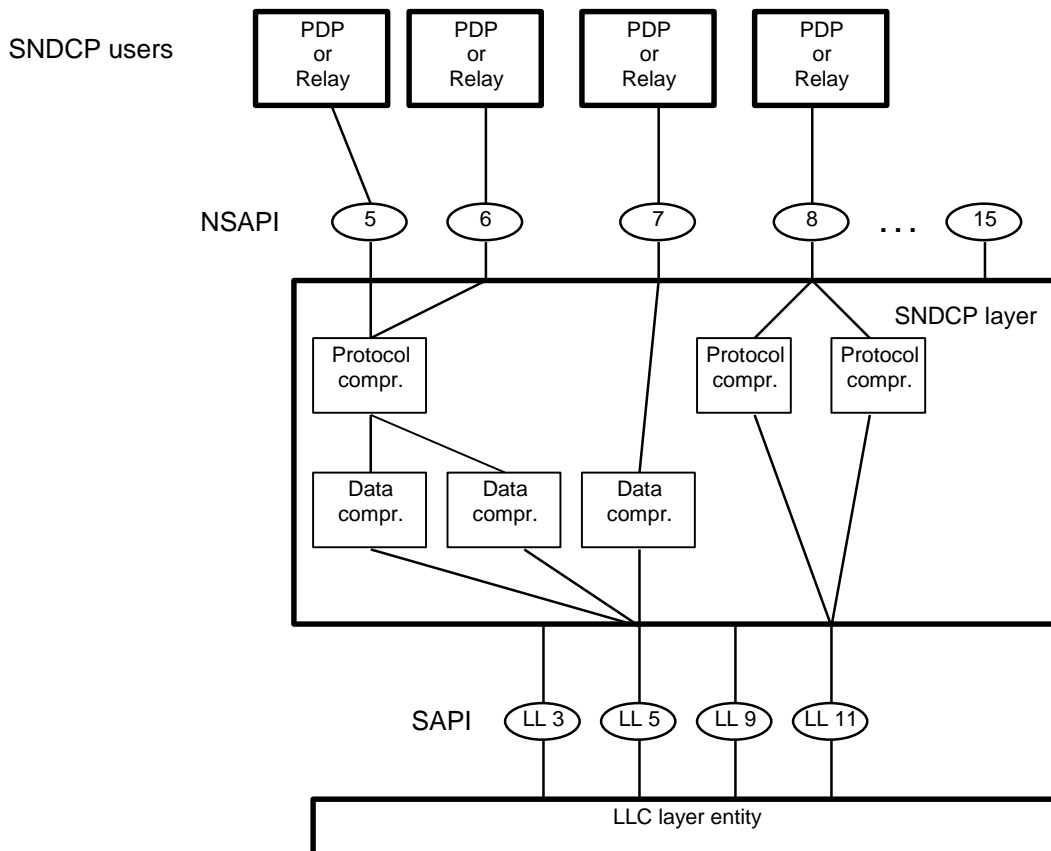 SNDCP users
PDP
or
Relay
PDP
or
Relay
PDP
or
Relay
PDP
or
Relay
NSAPI
5
6
7
8
. . .
15
SNDCP layer
Protocol
compr.
Protocol
compr.
Protocol
compr.
Data
compr.
Data
compr.
Data
compr.
SAPI
LL 3
LL 5
LL 9
LL 11
LLC layer entity